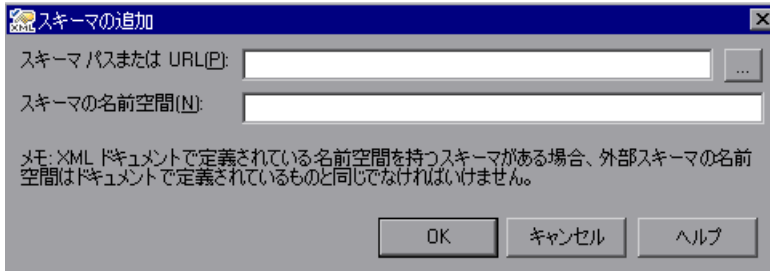 XML スキーマの追加
スキーマ パスまたは URL(P): ...
スキーマの名前空間(N):
メモ: XML ドキュメントで定義されている名前空間を持つスキーマがある場合、外部スキーマの名前
空間はドキュメントで定義されているものと同じでなければいけません。
OK キャンセル ヘルプ